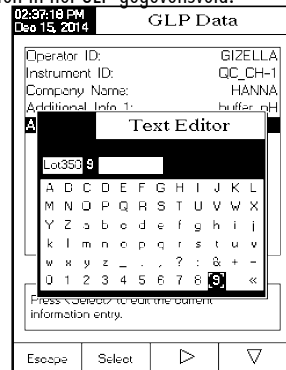 02:37:18 PM
Dec 15, 2014
GLP Data
Operator ID: GIZELLA
Instrument ID: QC_CH-1
Company Name: HANNA
Additional Info 1: buffer pH
A
Text Editor
Lot350 9
A B C D E F G H I J K L
M N O P Q R S T U V W X
Y Z a b c d e f g h i j
k l m n o p q r s t u v
w x y z _ . , ? : & + -
0 1 2 3 4 5 6 7 8 [9] «
Press <Select> to edit the current
information entry.
Escape Select ▷ ▽